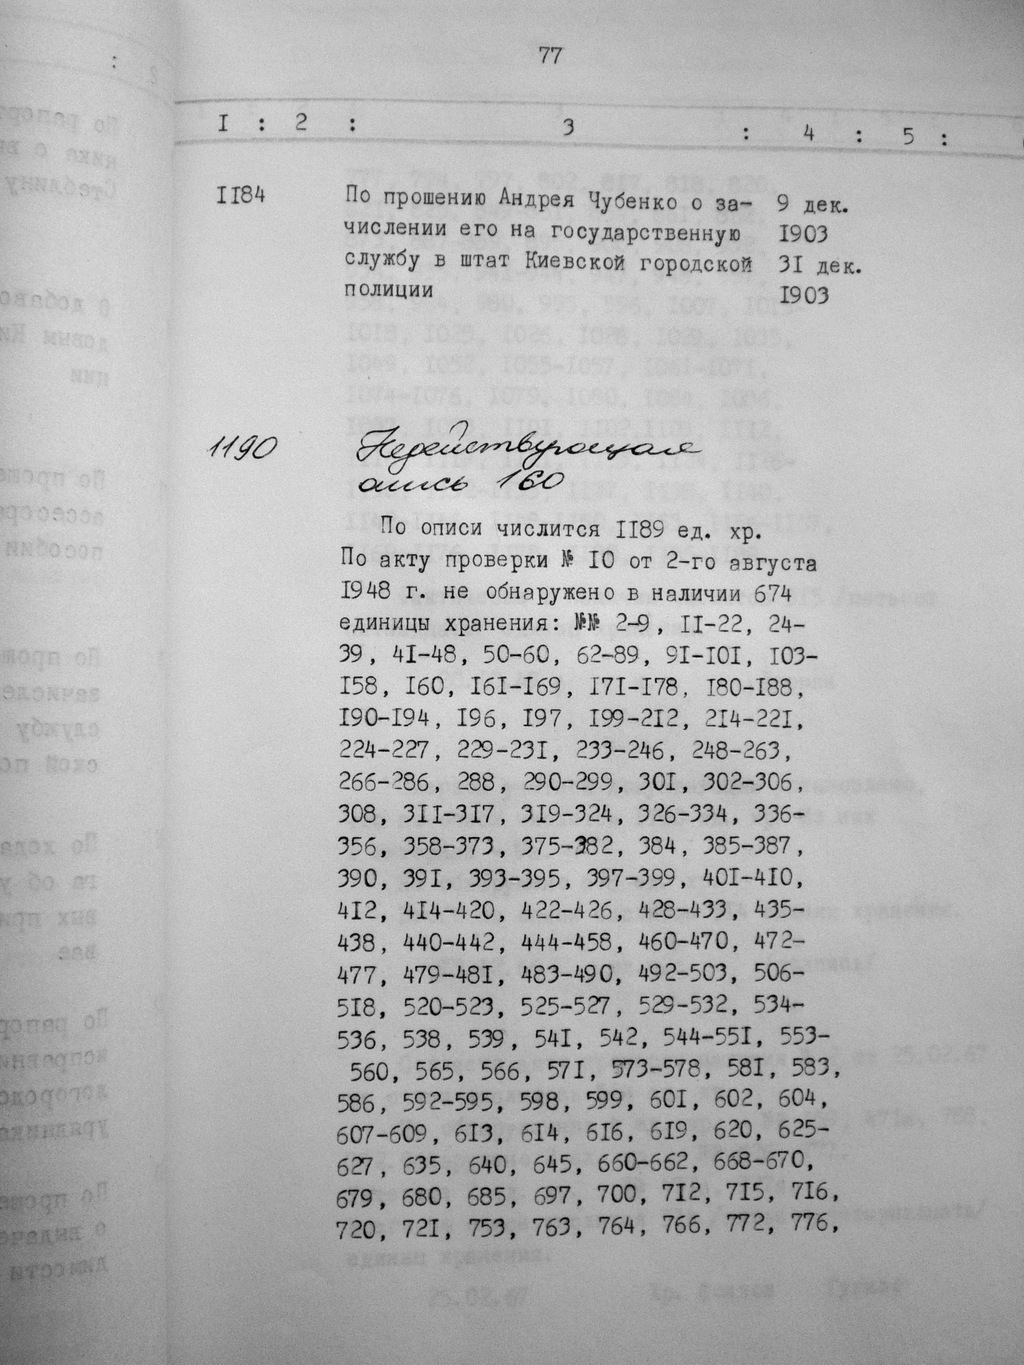 77
I : 2 : 3 : 4 : 5 :
II84 По прошению Андрея Чубенко о за- 9 дек.
числении его на государственную I903
службу в штат Киевской городской 3I дек.
полиции I903
1190 Недействующая
опись 160
По описи числится II89 ед. хр.
По акту проверки № I0 от 2-го августа
I948 г. не обнаружено в наличии 674
единицы хранения: №№ 2-9, II-22, 24-
39, 4I-48, 50-60, 62-89, 9I-I0I, I03-
I58, I60, I6I-I69, I7I-I78, I80-I88,
I90-I94, I96, I97, I99-2I2, 2I4-22I,
224-227, 229-23I, 233-246, 248-263,
266-286, 288, 290-299, 30I, 302-306,
308, 3II-3I7, 3I9-324, 326-334, 336-
356, 358-373, 375-382, 384, 385-387,
390, 39I, 393-395, 397-399, 40I-4I0,
4I2, 4I4-420, 422-426, 428-433, 435-
438, 440-442, 444-458, 460-470, 472-
477, 479-48I, 483-490, 492-503, 506-
5I8, 520-523, 525-527, 529-532, 534-
536, 538, 539, 54I, 542, 544-55I, 553-
560, 565, 566, 57I, 573-578, 58I, 583,
586, 592-595, 598, 599, 60I, 602, 604,
607-609, 6I3, 6I4, 6I6, 6I9, 620, 625-
627, 635, 640, 645, 660-662, 668-670,
679, 680, 685, 697, 700, 7I2, 7I5, 7I6,
720, 72I, 753, 763, 764, 766, 772, 776,